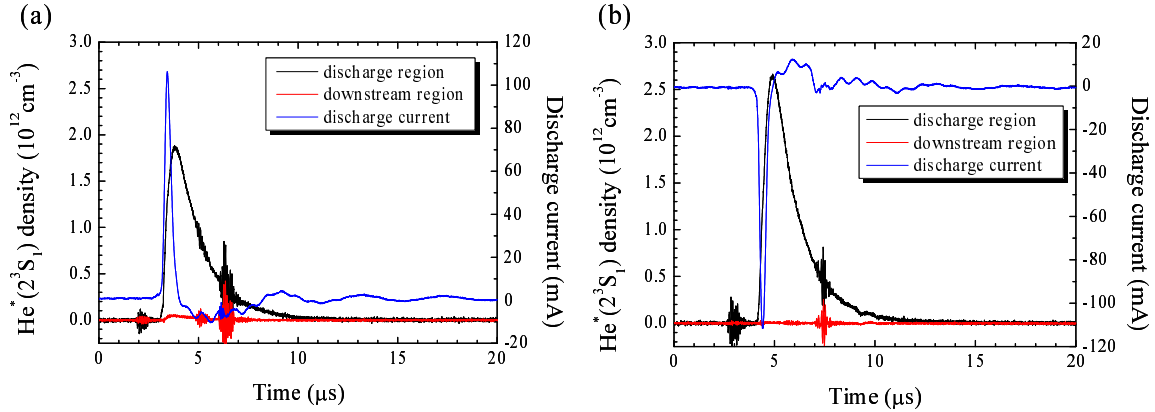 (a)
3.0
2.5
2.0
1.5
1.0
0.5
0.0
He* (2³S₁) density (10¹² cm⁻³)
120
100
80
60
40
20
0
-20
Discharge current (mA)
discharge region
downstream region
discharge current
0 5 10 15 20
Time (μs)
(b)
3.0
2.5
2.0
1.5
1.0
0.5
0.0
He* (2³S₁) density (10¹² cm⁻³)
20
0
-20
-40
-60
-80
-100
-120
Discharge current (mA)
discharge region
downstream region
discharge current
0 5 10 15 20
Time (μs)